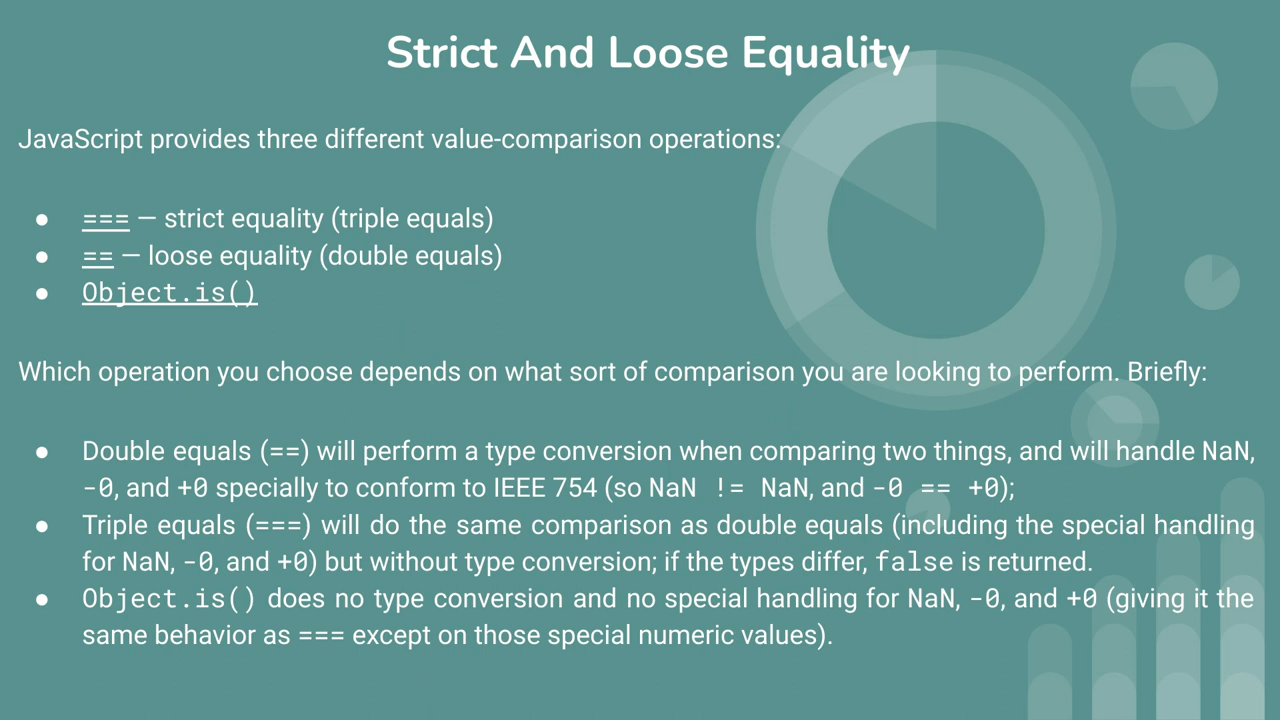 Strict And Loose Equality
JavaScript provides three different value-comparison operations:
● === — strict equality (triple equals)
● == — loose equality (double equals)
● Object.is()
Which operation you choose depends on what sort of comparison you are looking to perform. Briefly:
● Double equals (==) will perform a type conversion when comparing two things, and will handle NaN,
-0, and +0 specially to conform to IEEE 754 (so NaN != NaN, and -0 == +0);
● Triple equals (===) will do the same comparison as double equals (including the special handling
for NaN, -0, and +0) but without type conversion; if the types differ, false is returned.
● Object.is() does no type conversion and no special handling for NaN, -0, and +0 (giving it the
same behavior as === except on those special numeric values).